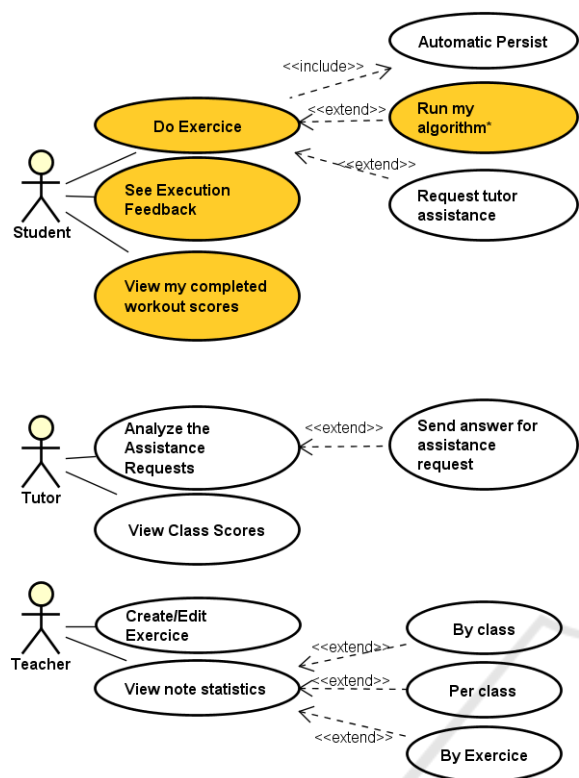 Automatic Persist
<<include>>
Do Exercice
<<extend>>
Run my
algorithm*
<<extend>>
See Execution
Feedback
Request tutor
assistance
Student
View my completed
workout scores
Analyze the
Assistance
Requests
<<extend>>
Send answer for
assistance
request
Tutor
View Class Scores
Create/Edit
Exercice
By class
<<extend>>
Teacher
View note statistics
<<extend>>
Per class
<<extend>>
By Exercice